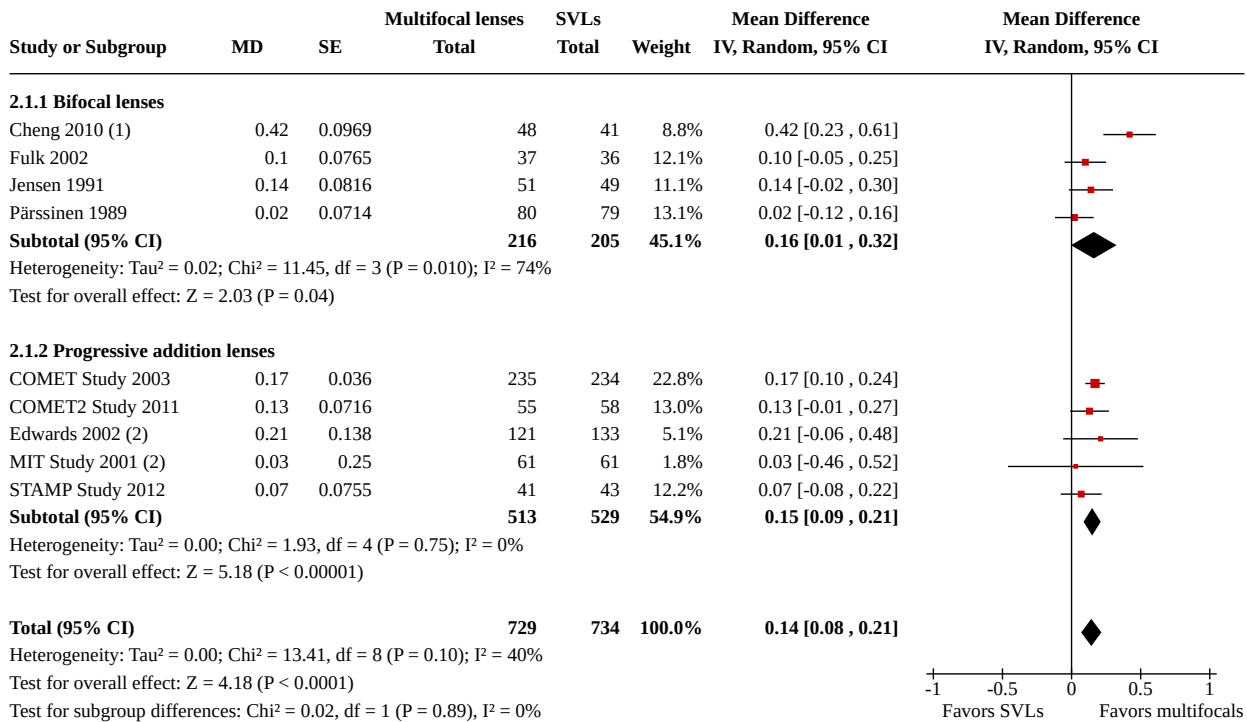 Multifocal lenses SVLs Mean Difference Mean Difference
Study or Subgroup MD SE Total Total Weight IV, Random, 95% CI IV, Random, 95% CI
2.1.1 Bifocal lenses
Cheng 2010 (1) 0.42 0.0969 48 41 8.8% 0.42 [0.23 , 0.61]
Fulk 2002 0.1 0.0765 37 36 12.1% 0.10 [-0.05 , 0.25]
Jensen 1991 0.14 0.0816 51 49 11.1% 0.14 [-0.02 , 0.30]
Pärssinen 1989 0.02 0.0714 80 79 13.1% 0.02 [-0.12 , 0.16]
Subtotal (95% CI) 216 205 45.1% 0.16 [0.01 , 0.32]
Heterogeneity: Tau² = 0.02; Chi² = 11.45, df = 3 (P = 0.010); I² = 74%
Test for overall effect: Z = 2.03 (P = 0.04)
2.1.2 Progressive addition lenses
COMET Study 2003 0.17 0.036 235 234 22.8% 0.17 [0.10 , 0.24]
COMET2 Study 2011 0.13 0.0716 55 58 13.0% 0.13 [-0.01 , 0.27]
Edwards 2002 (2) 0.21 0.138 121 133 5.1% 0.21 [-0.06 , 0.48]
MIT Study 2001 (2) 0.03 0.25 61 61 1.8% 0.03 [-0.46 , 0.52]
STAMP Study 2012 0.07 0.0755 41 43 12.2% 0.07 [-0.08 , 0.22]
Subtotal (95% CI) 513 529 54.9% 0.15 [0.09 , 0.21]
Heterogeneity: Tau² = 0.00; Chi² = 1.93, df = 4 (P = 0.75); I² = 0%
Test for overall effect: Z = 5.18 (P < 0.00001)
Total (95% CI) 729 734 100.0% 0.14 [0.08 , 0.21]
Heterogeneity: Tau² = 0.00; Chi² = 13.41, df = 8 (P = 0.10); I² = 40%
Test for overall effect: Z = 4.18 (P < 0.0001)
Test for subgroup differences: Chi² = 0.02, df = 1 (P = 0.89), I² = 0%
-1 -0.5 0 0.5 1
Favors SVLs Favors multifocals